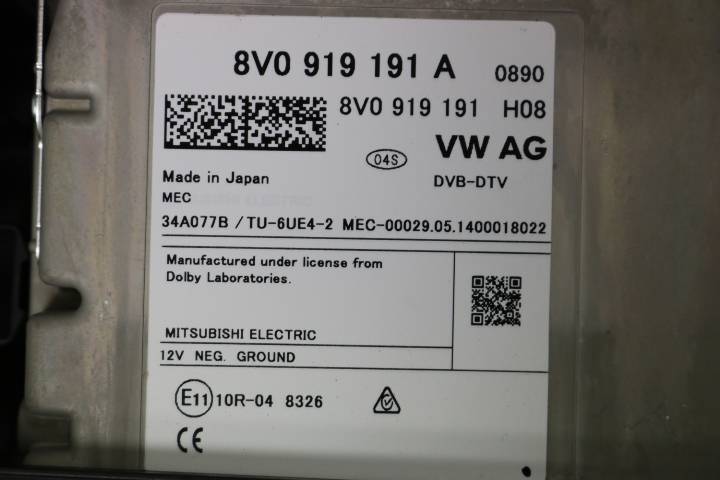 8V0 919 191 A 0890
8V0 919 191 H08
VW AG
04S
DVB-DTV
Made in Japan
MEC
34A077B / TU-6UE4-2 MEC-00029.05.1400018022
Manufactured under license from
Dolby Laboratories.
MITSUBISHI ELECTRIC
12V NEG. GROUND
E11 10R-04 8326
CE